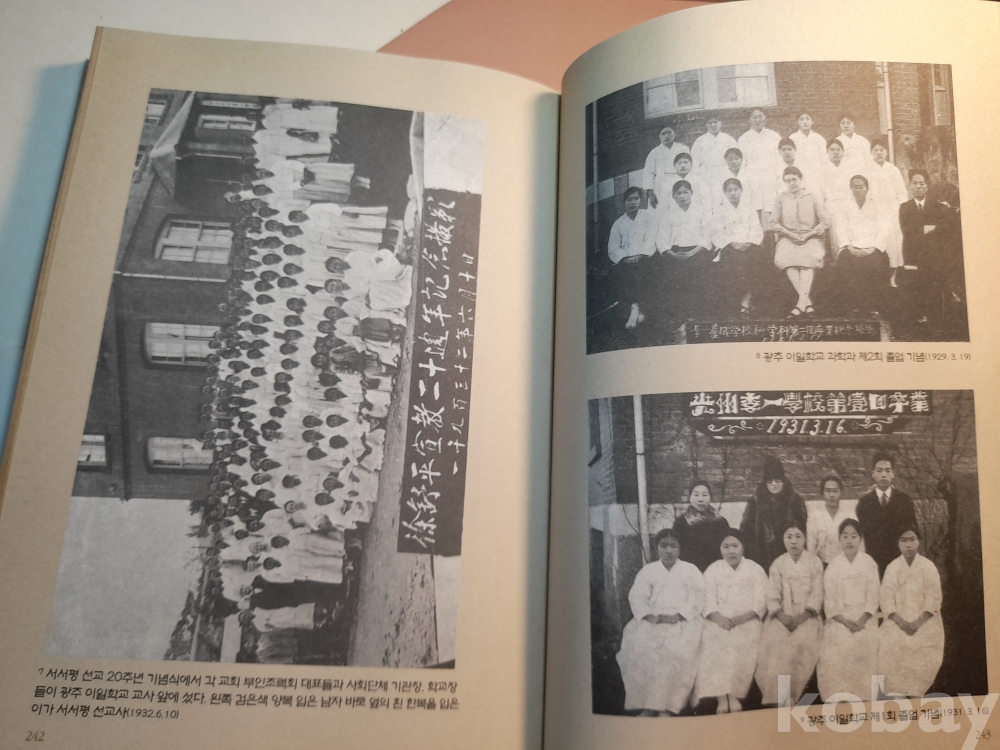 徐舒平宣教二十週年記念撮影
一千九百三十二年六月十日
7 서서평 선교 20주년 기념식에서 각 교회 부인조력회 대표들과 사회단체 기관장, 학교장
들이 광주 이일학교 교사 앞에 섰다. 왼쪽 검은색 양복 입은 남자 바로 옆의 흰 한복을 입은
이가 서서평 선교사(1932.6.10)
242
8 광주 이일학교 과학과 제2회 졸업 기념(1929. 3. 19)
州李一學校第壹回卒業
1931.3.16.
9 광주 이일학교 제1회 졸업 기념(1931. 3. 16)
243
kobay